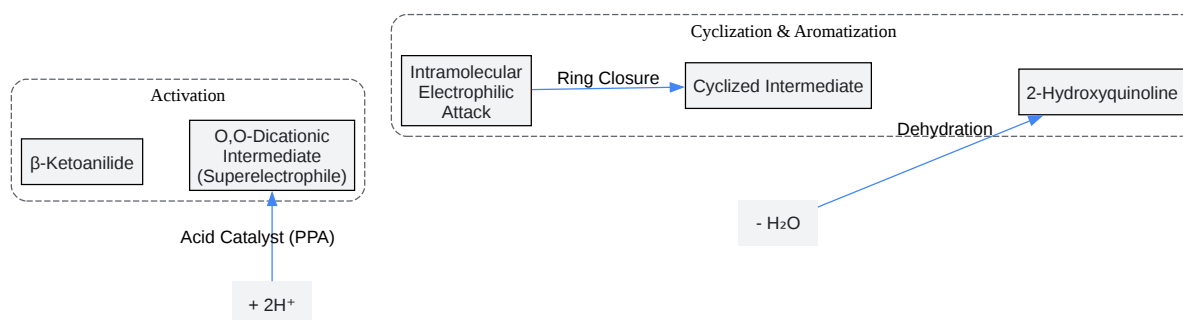 Activation
β-Ketoanilide
O,O-Dicationic
Intermediate
(Superelectrophile)
Acid Catalyst (PPA)
+ 2H⁺
Cyclization & Aromatization
Intramolecular
Electrophilic
Attack
Ring Closure
Cyclized Intermediate
2-Hydroxyquinoline
Dehydration
- H₂O